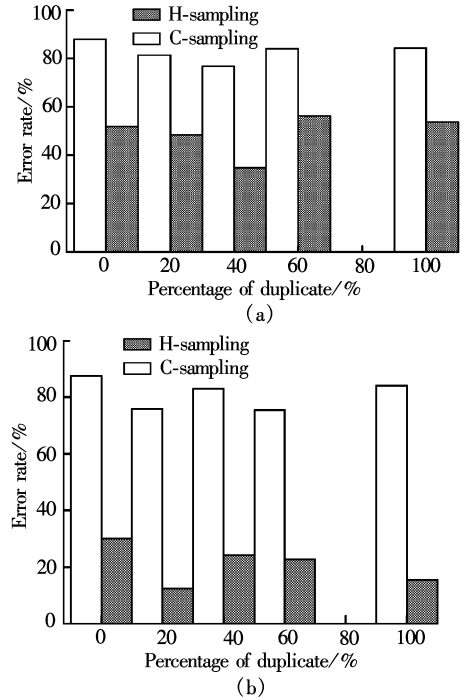 100
80
60
40
20
0
Error rate/%
H-sampling
C-sampling
0 20 40 60 80 100
Percentage of duplicate/%
(a)
100
80
60
40
20
0
Error rate/%
H-sampling
C-sampling
0 20 40 60 80 100
Percentage of duplicate/%
(b)